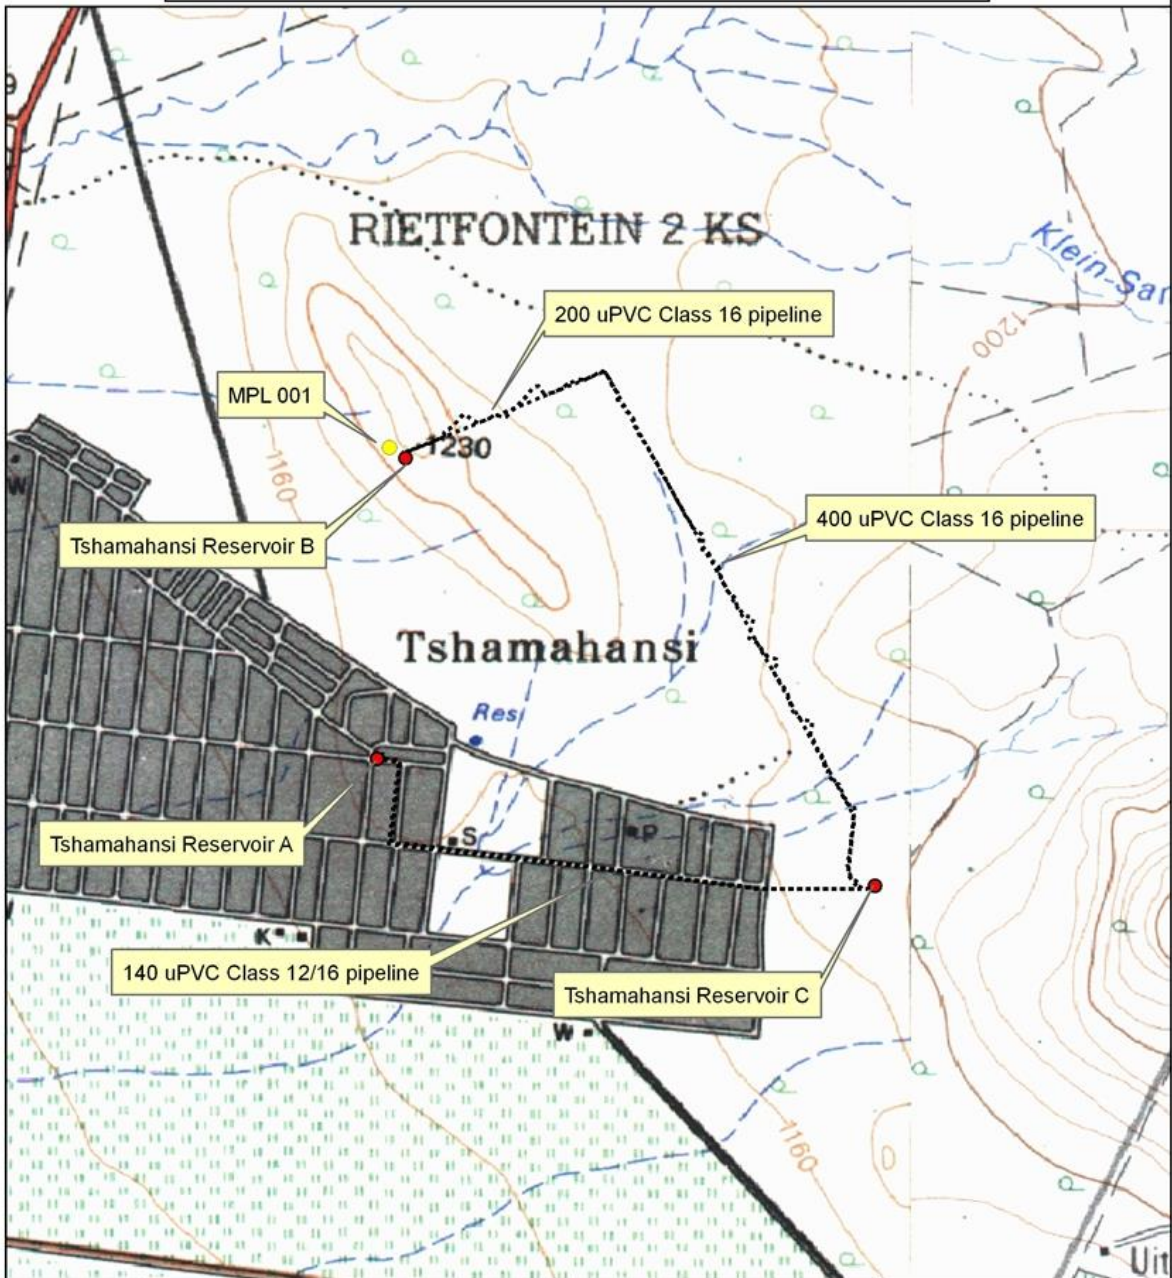 9
RIETFONTEIN 2 KS
Klein-Sar
200 uPVC Class 16 pipeline
1200
MPL 001
1230
1160
W
400 uPVC Class 16 pipeline
Tshamahansi Reservoir B
Tshamahansi
Res
Tshamahansi Reservoir A
S
P
K
140 uPVC Class 12/16 pipeline
Tshamahansi Reservoir C
W
1160
Uit